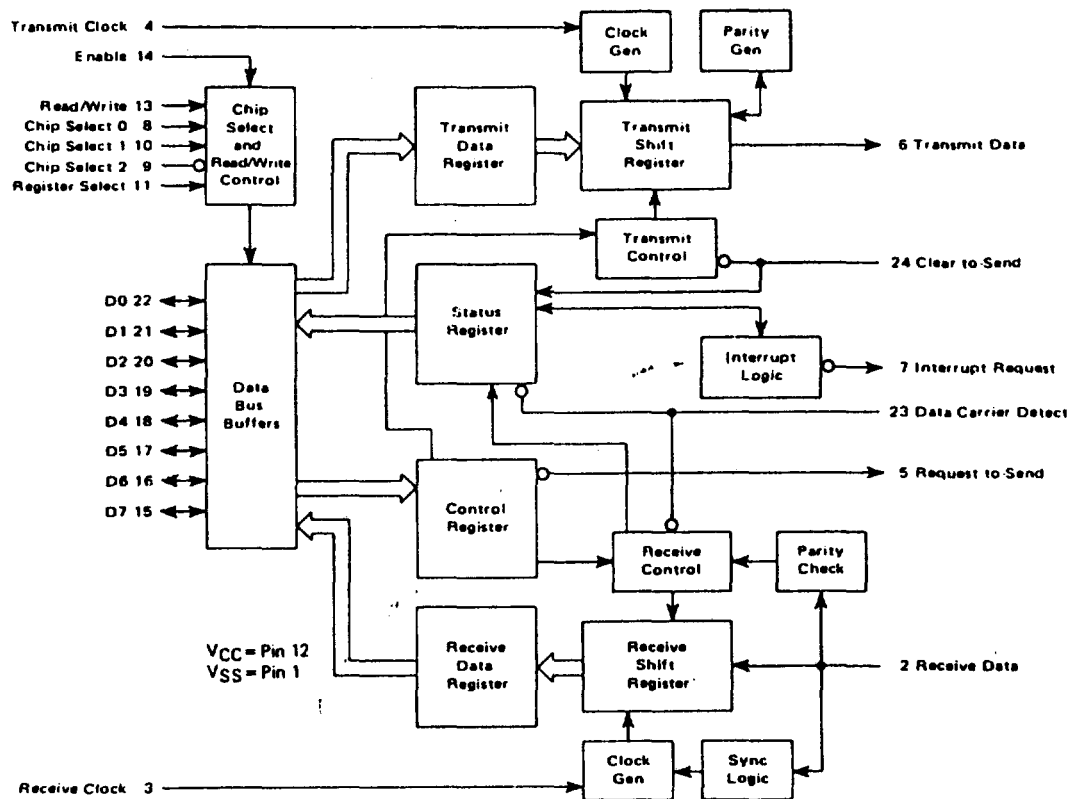 Transmit Clock 4
Clock
Gen
Parity
Gen
Enable 14
Read/Write 13
Chip Select 0 8
Chip Select 1 10
Chip Select 2 9
Register Select 11
Chip
Select
and
Read/Write
Control
Transmit
Data
Register
Transmit
Shift
Register
6 Transmit Data
Transmit
Control
24 Clear-to-Send
D0 22
D1 21
D2 20
D3 19
D4 18
D5 17
D6 16
D7 15
Data
Bus
Buffers
Status
Register
Interrupt
Logic
7 Interrupt Request
23 Data Carrier Detect
5 Request-to-Send
Control
Register
Receive
Control
Parity
Check
VCC = Pin 12
VSS = Pin 1
Receive
Data
Register
Receive
Shift
Register
2 Receive Data
Clock
Gen
Sync
Logic
Receive Clock 3